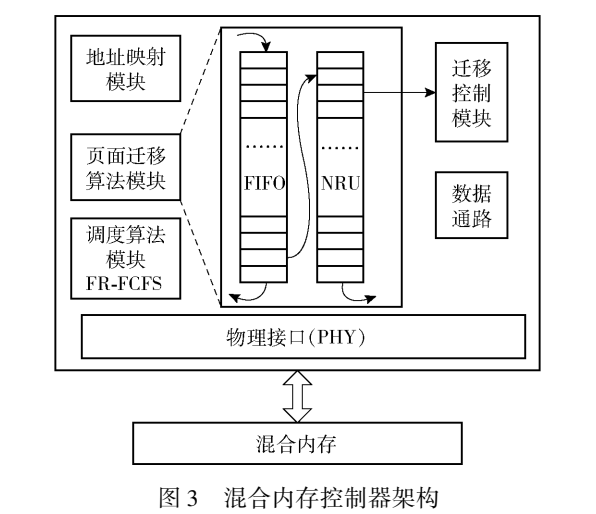 地址映射
模块
页面迁移
算法模块
调度算法
模块
FR-FCFS
……
FIFO
……
NRU
迁移
控制
模块
数据
通路
物理接口(PHY)
混合内存
图 3 混合内存控制器架构